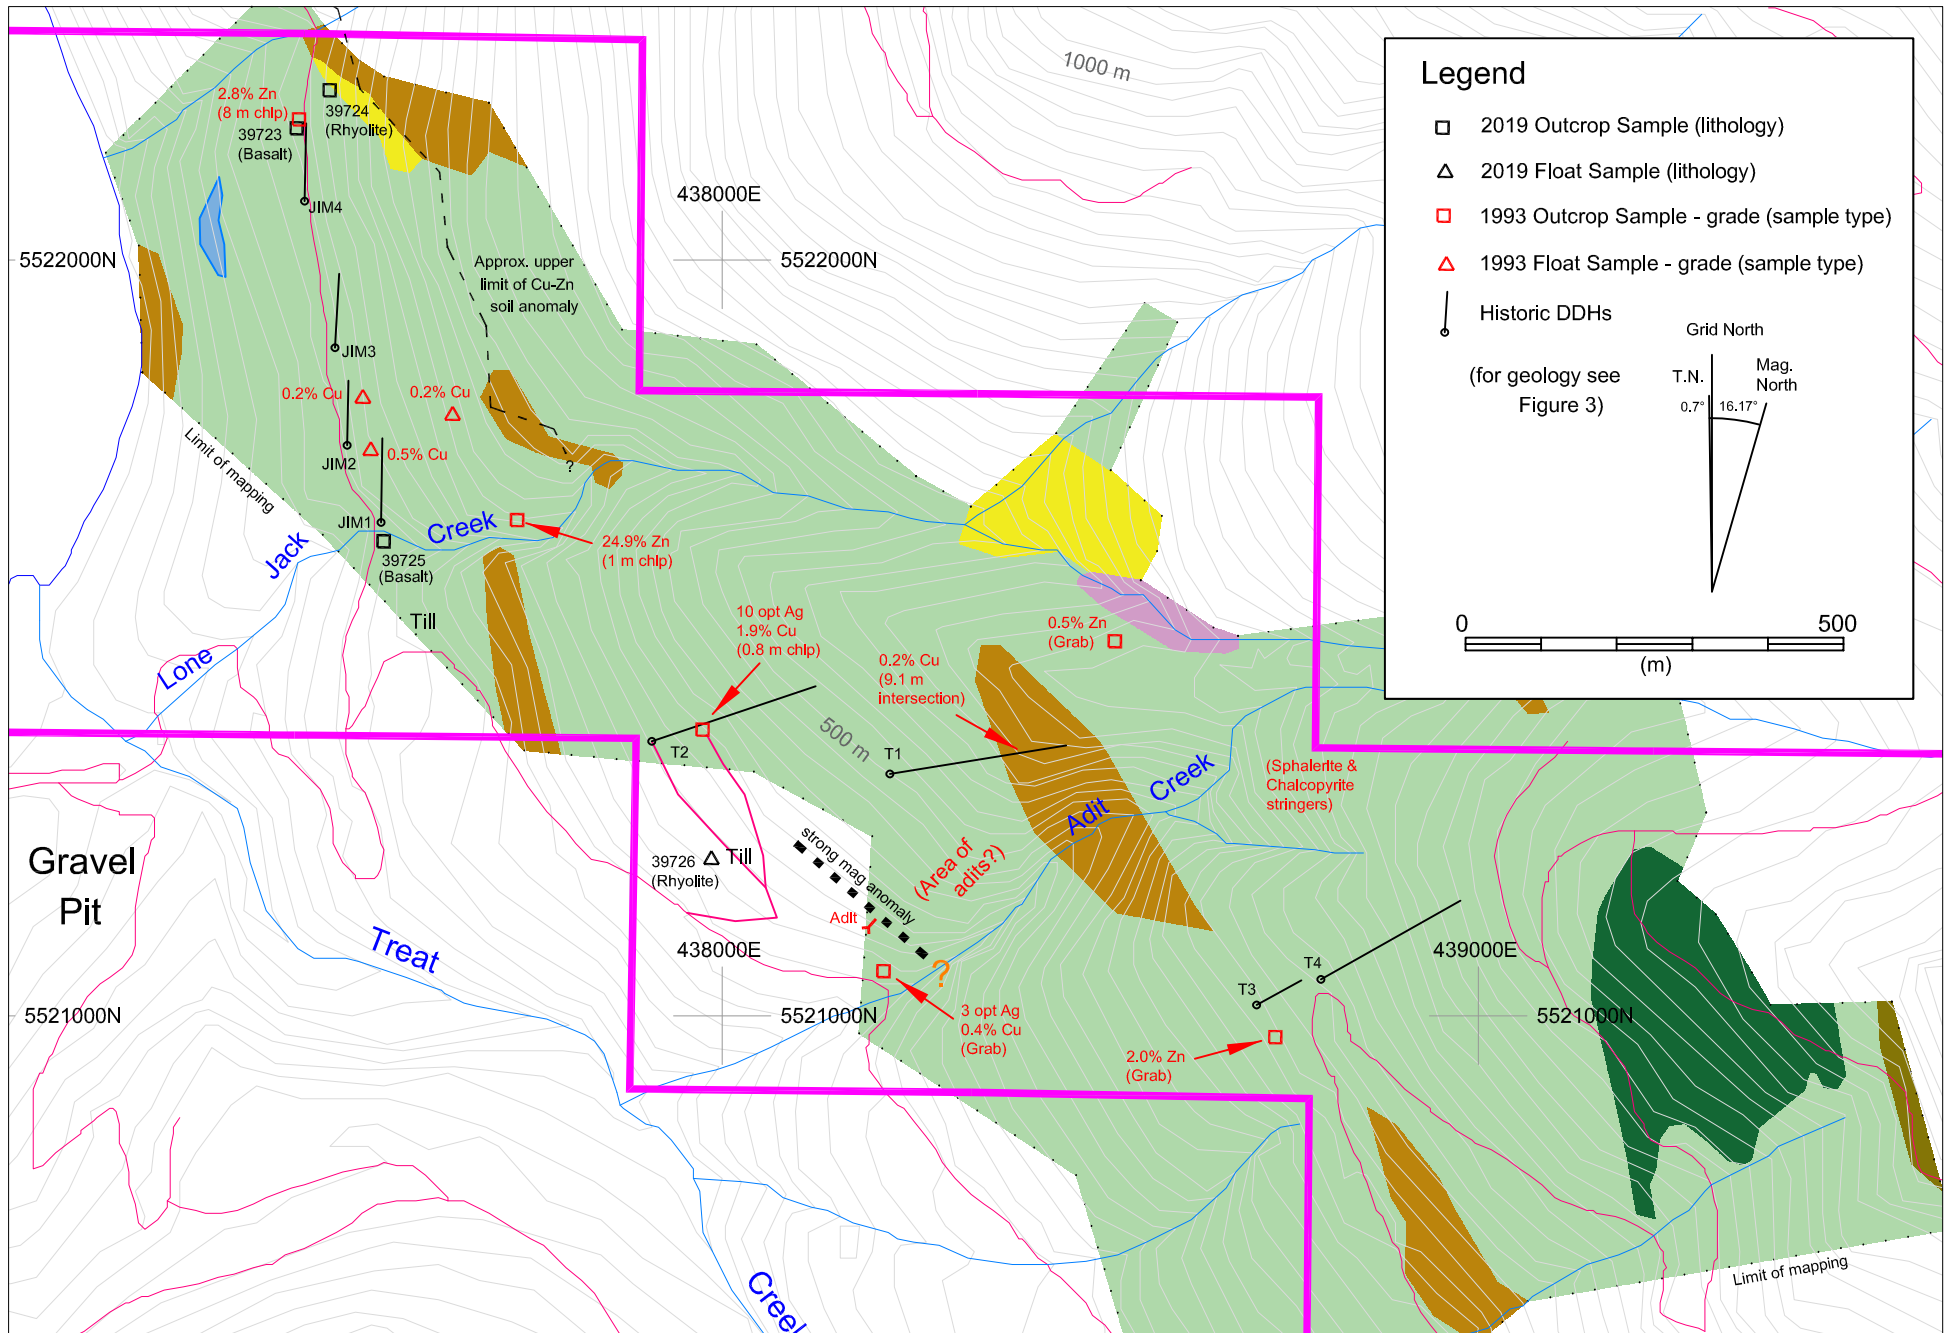 1000 m
2.8% Zn
(8 m chip)
39724
(Rhyolite)
39723
(Basalt)
JIM4
438000E
5522000N
5522000N
Approx. upper
limit of Cu-Zn
soil anomaly
JIM3
0.2% Cu
0.2% Cu
JIM2
0.5% Cu
?
Limit of mapping
JIM1
Creek
Jack
39725
(Basalt)
24.9% Zn
(1 m chip)
Till
Lone
10 opt Ag
1.9% Cu
(0.8 m chip)
0.5% Zn
(Grab)
0.2% Cu
(9.1 m
intersection)
T2
500 m
T1
Creek
Adit
(Sphalerite &
Chalcopyrite
stringers)
Gravel
Pit
39726
(Rhyolite)
Till
strong mag anomaly
(Area of
adits?)
Adit
Treat
438000E
?
T3
T4
439000E
5521000N
5521000N
5521000N
3 opt Ag
0.4% Cu
(Grab)
2.0% Zn
(Grab)
Creek
Limit of mapping
Legend
2019 Outcrop Sample (lithology)
2019 Float Sample (lithology)
1993 Outcrop Sample - grade (sample type)
1993 Float Sample - grade (sample type)
Historic DDHs
(for geology see
Figure 3)
Grid North
T.N.
Mag.
North
0.7°
16.17°
0
500
(m)